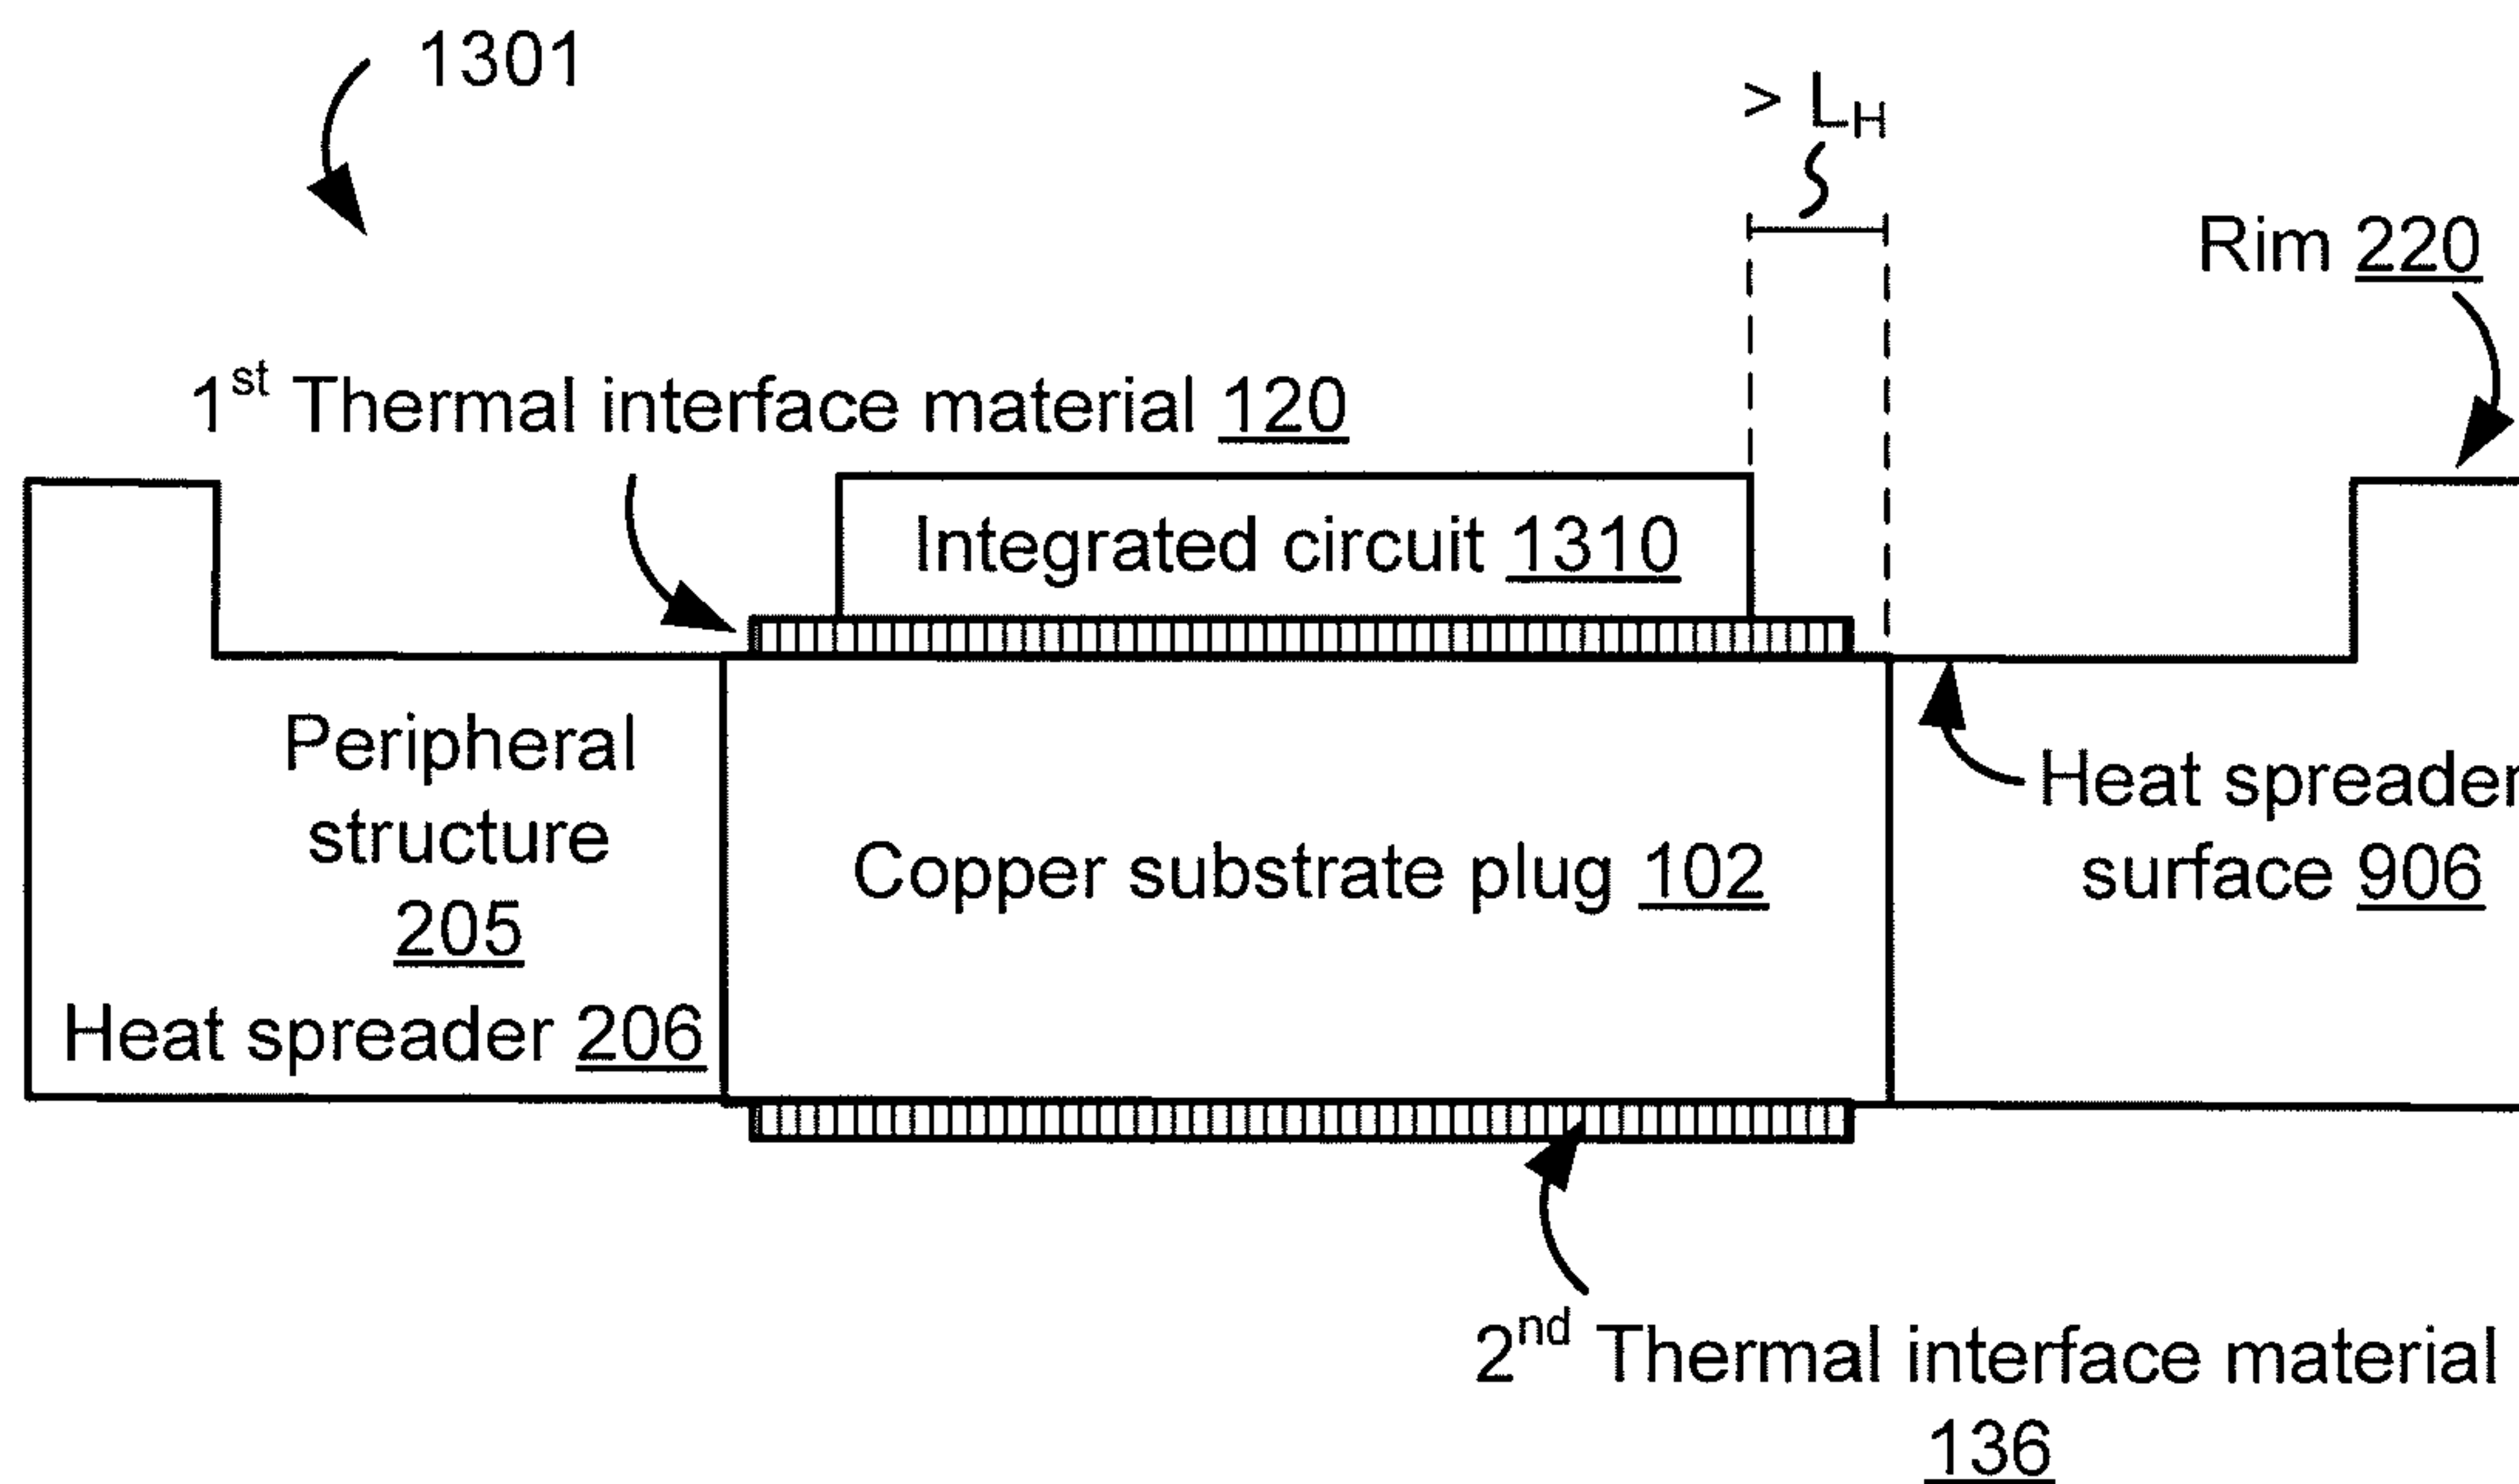 1301
> LH
Rim 220
1st Thermal interface material 120
Integrated circuit 1310
Peripheral
structure
205
Heat spreader 206
Copper substrate plug 102
Heat spreader
surface 906
2nd Thermal interface material
136